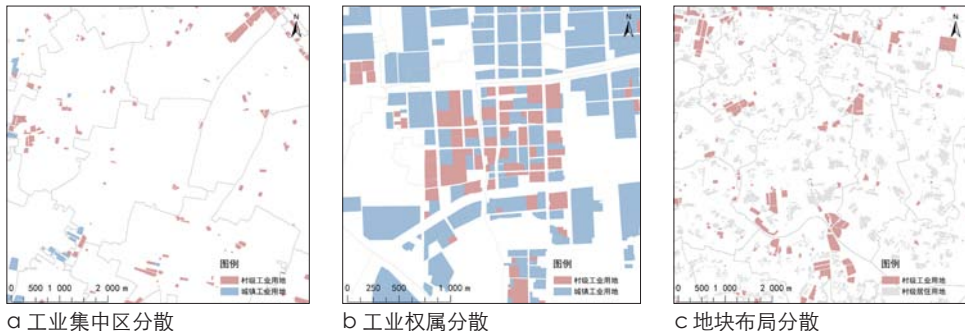 N
图例
村级工业用地
城镇工业用地
0 500 1 000 2 000 m
a 工业集中区分散
N
图例
村级工业用地
城镇工业用地
0 250 500 1 000 m
b 工业权属分散
N
图例
村级工业用地
村级居住用地
0 500 1 000 2 000 m
c 地块布局分散